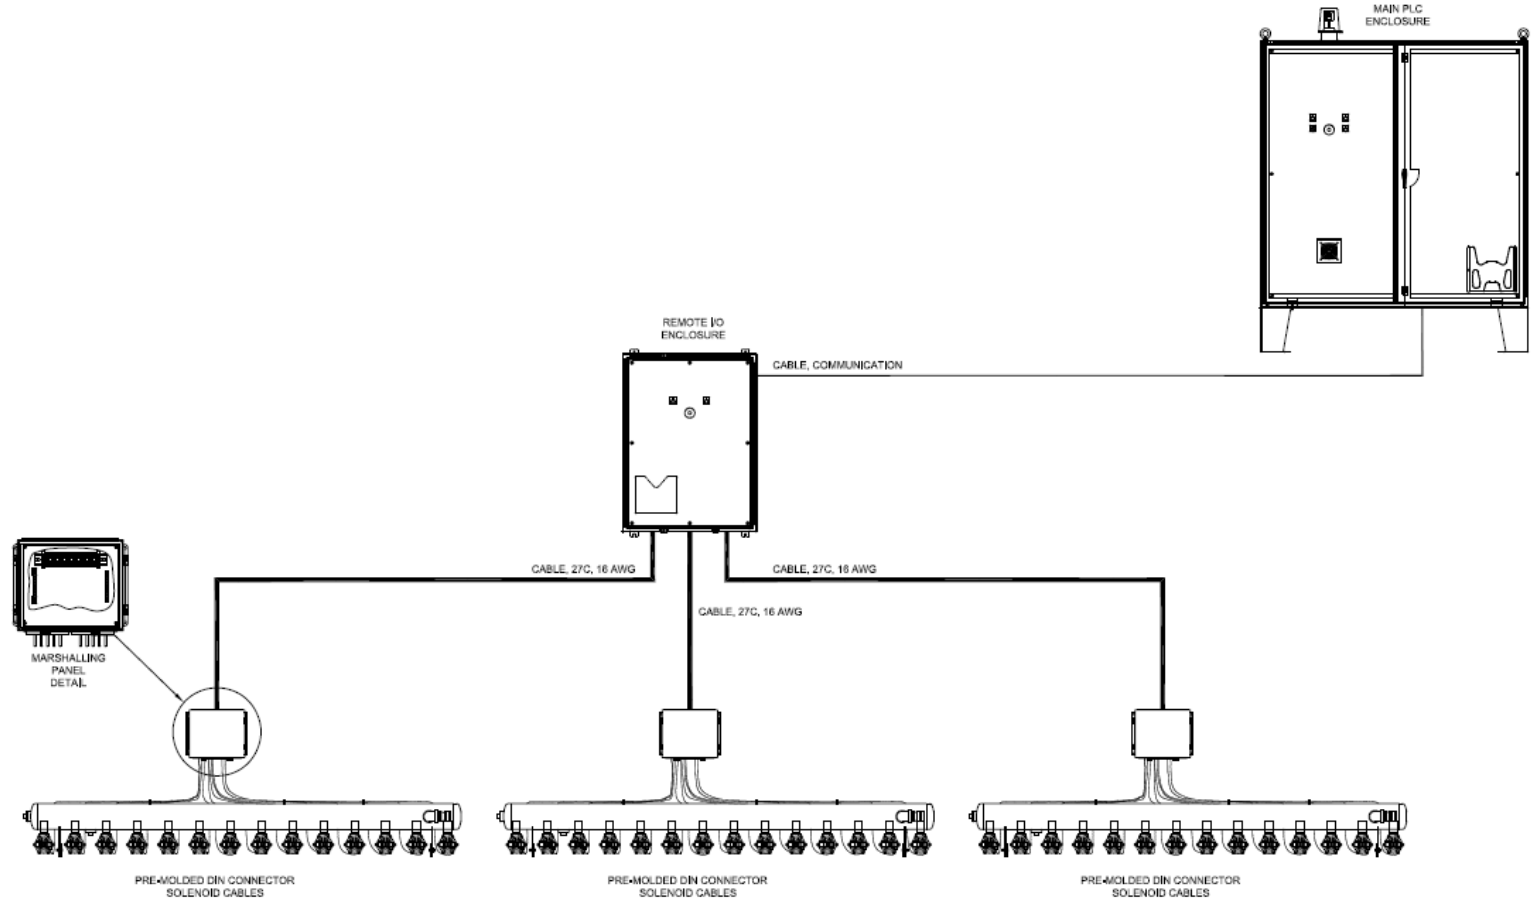 MAIN PLC
ENCLOSURE
REMOTE I/O
ENCLOSURE
CABLE, COMMUNICATION
CABLE, 27C, 16 AWG
CABLE, 27C, 16 AWG
CABLE, 27C, 16 AWG
MARSHALLING
PANEL
DETAIL
PRE-MOLDED DIN CONNECTOR
SOLENOID CABLES
PRE-MOLDED DIN CONNECTOR
SOLENOID CABLES
PRE-MOLDED DIN CONNECTOR
SOLENOID CABLES